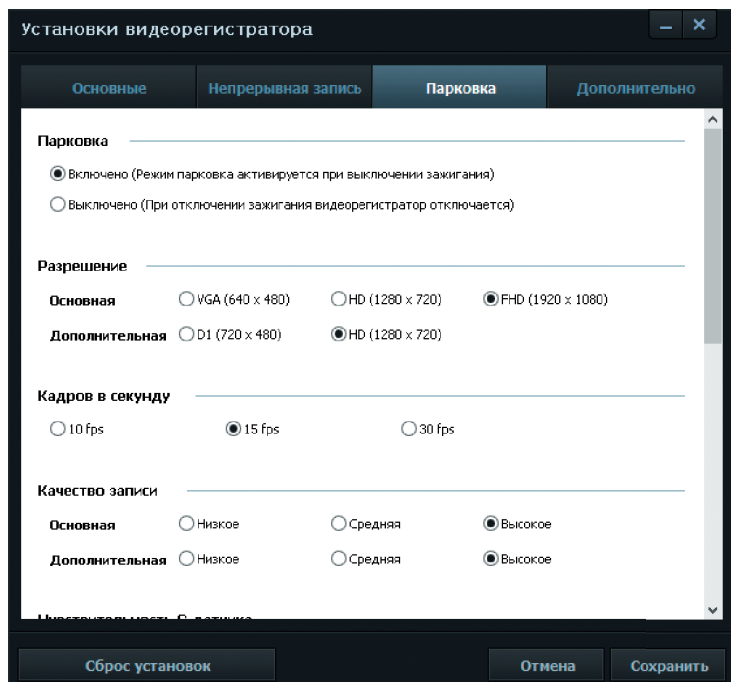 Установки видеорегистратора
Основные Непрерывная запись Парковка Дополнительно
Парковка
Включено (Режим парковка активируется при выключении зажигания)
Выключено (При отключении зажигания видеорегистратор отключается)
Разрешение
Основная VGA (640 x 480) HD (1280 x 720) FHD (1920 x 1080)
Дополнительная D1 (720 x 480) HD (1280 x 720)
Кадров в секунду
10 fps 15 fps 30 fps
Качество записи
Основная Низкое Средняя Высокое
Дополнительная Низкое Средняя Высокое
Сброс установок Отмена Сохранить